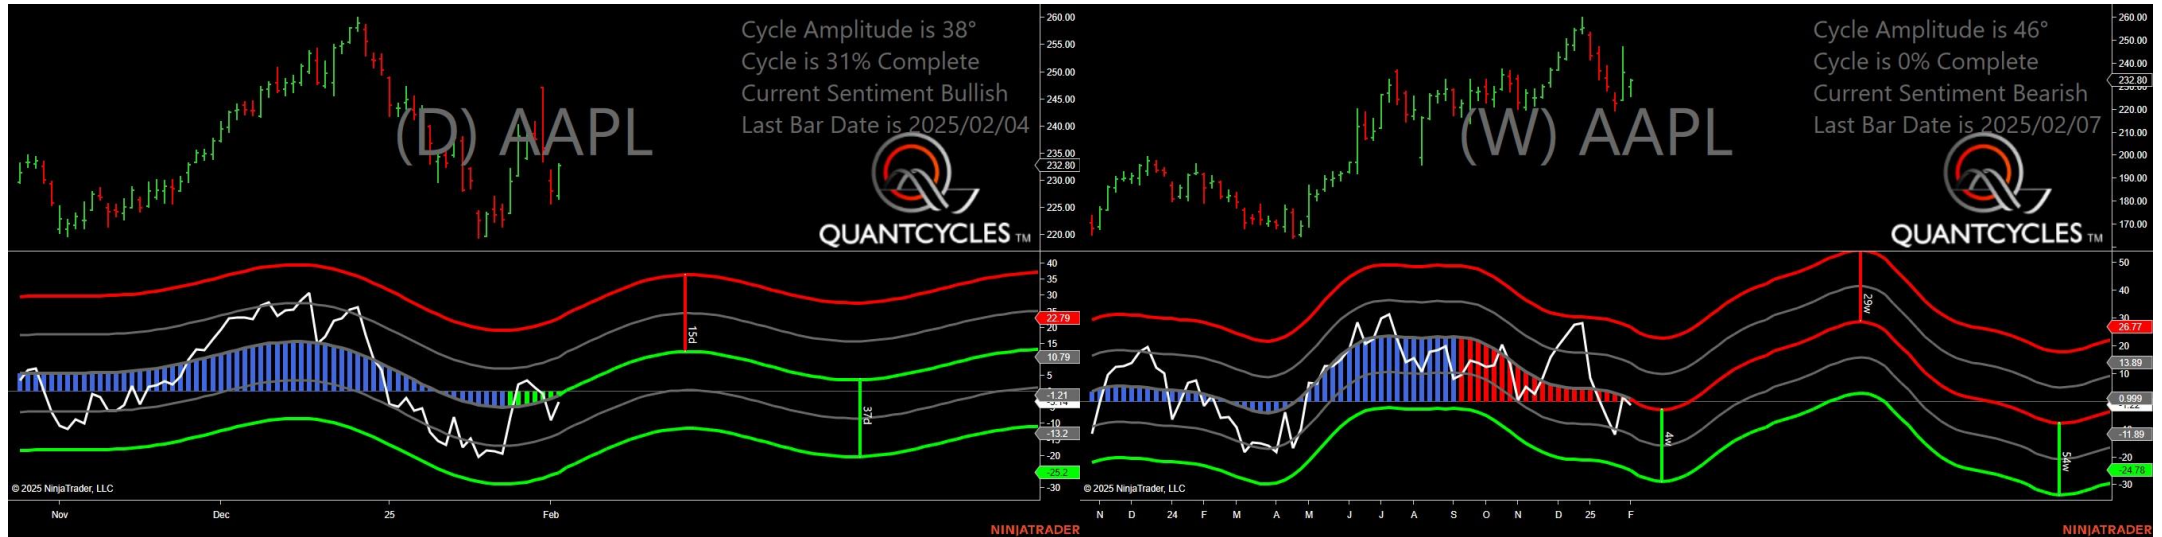 Cycle Amplitude is 38°
Cycle is 31% Complete
Current Sentiment Bullish
Last Bar Date is 2025/02/04
(D) AAPL
QUANTCYCLES TM
260.00
255.00
250.00
245.00
240.00
235.00
232.80
230.00
225.00
220.00
40
35
30
25
22.79
20
15
10.79
5
-1.21
-5
-13.2
-20
-25.2
-30
15d
37d
© 2025 NinjaTrader, LLC
Nov Dec 25 Feb
NINJATRADER
Cycle Amplitude is 46°
Cycle is 0% Complete
Current Sentiment Bearish
Last Bar Date is 2025/02/07
(W) AAPL
QUANTCYCLES TM
260.00
250.00
240.00
232.80
230.00
220.00
210.00
200.00
190.00
180.00
170.00
50
40
30
26.77
20
13.89
10
0.999
-1.22
-11.89
-20
-24.78
-30
29w
4w
54w
© 2025 NinjaTrader, LLC
N D 24 F M A M J J A S O N D 25 F
NINJATRADER